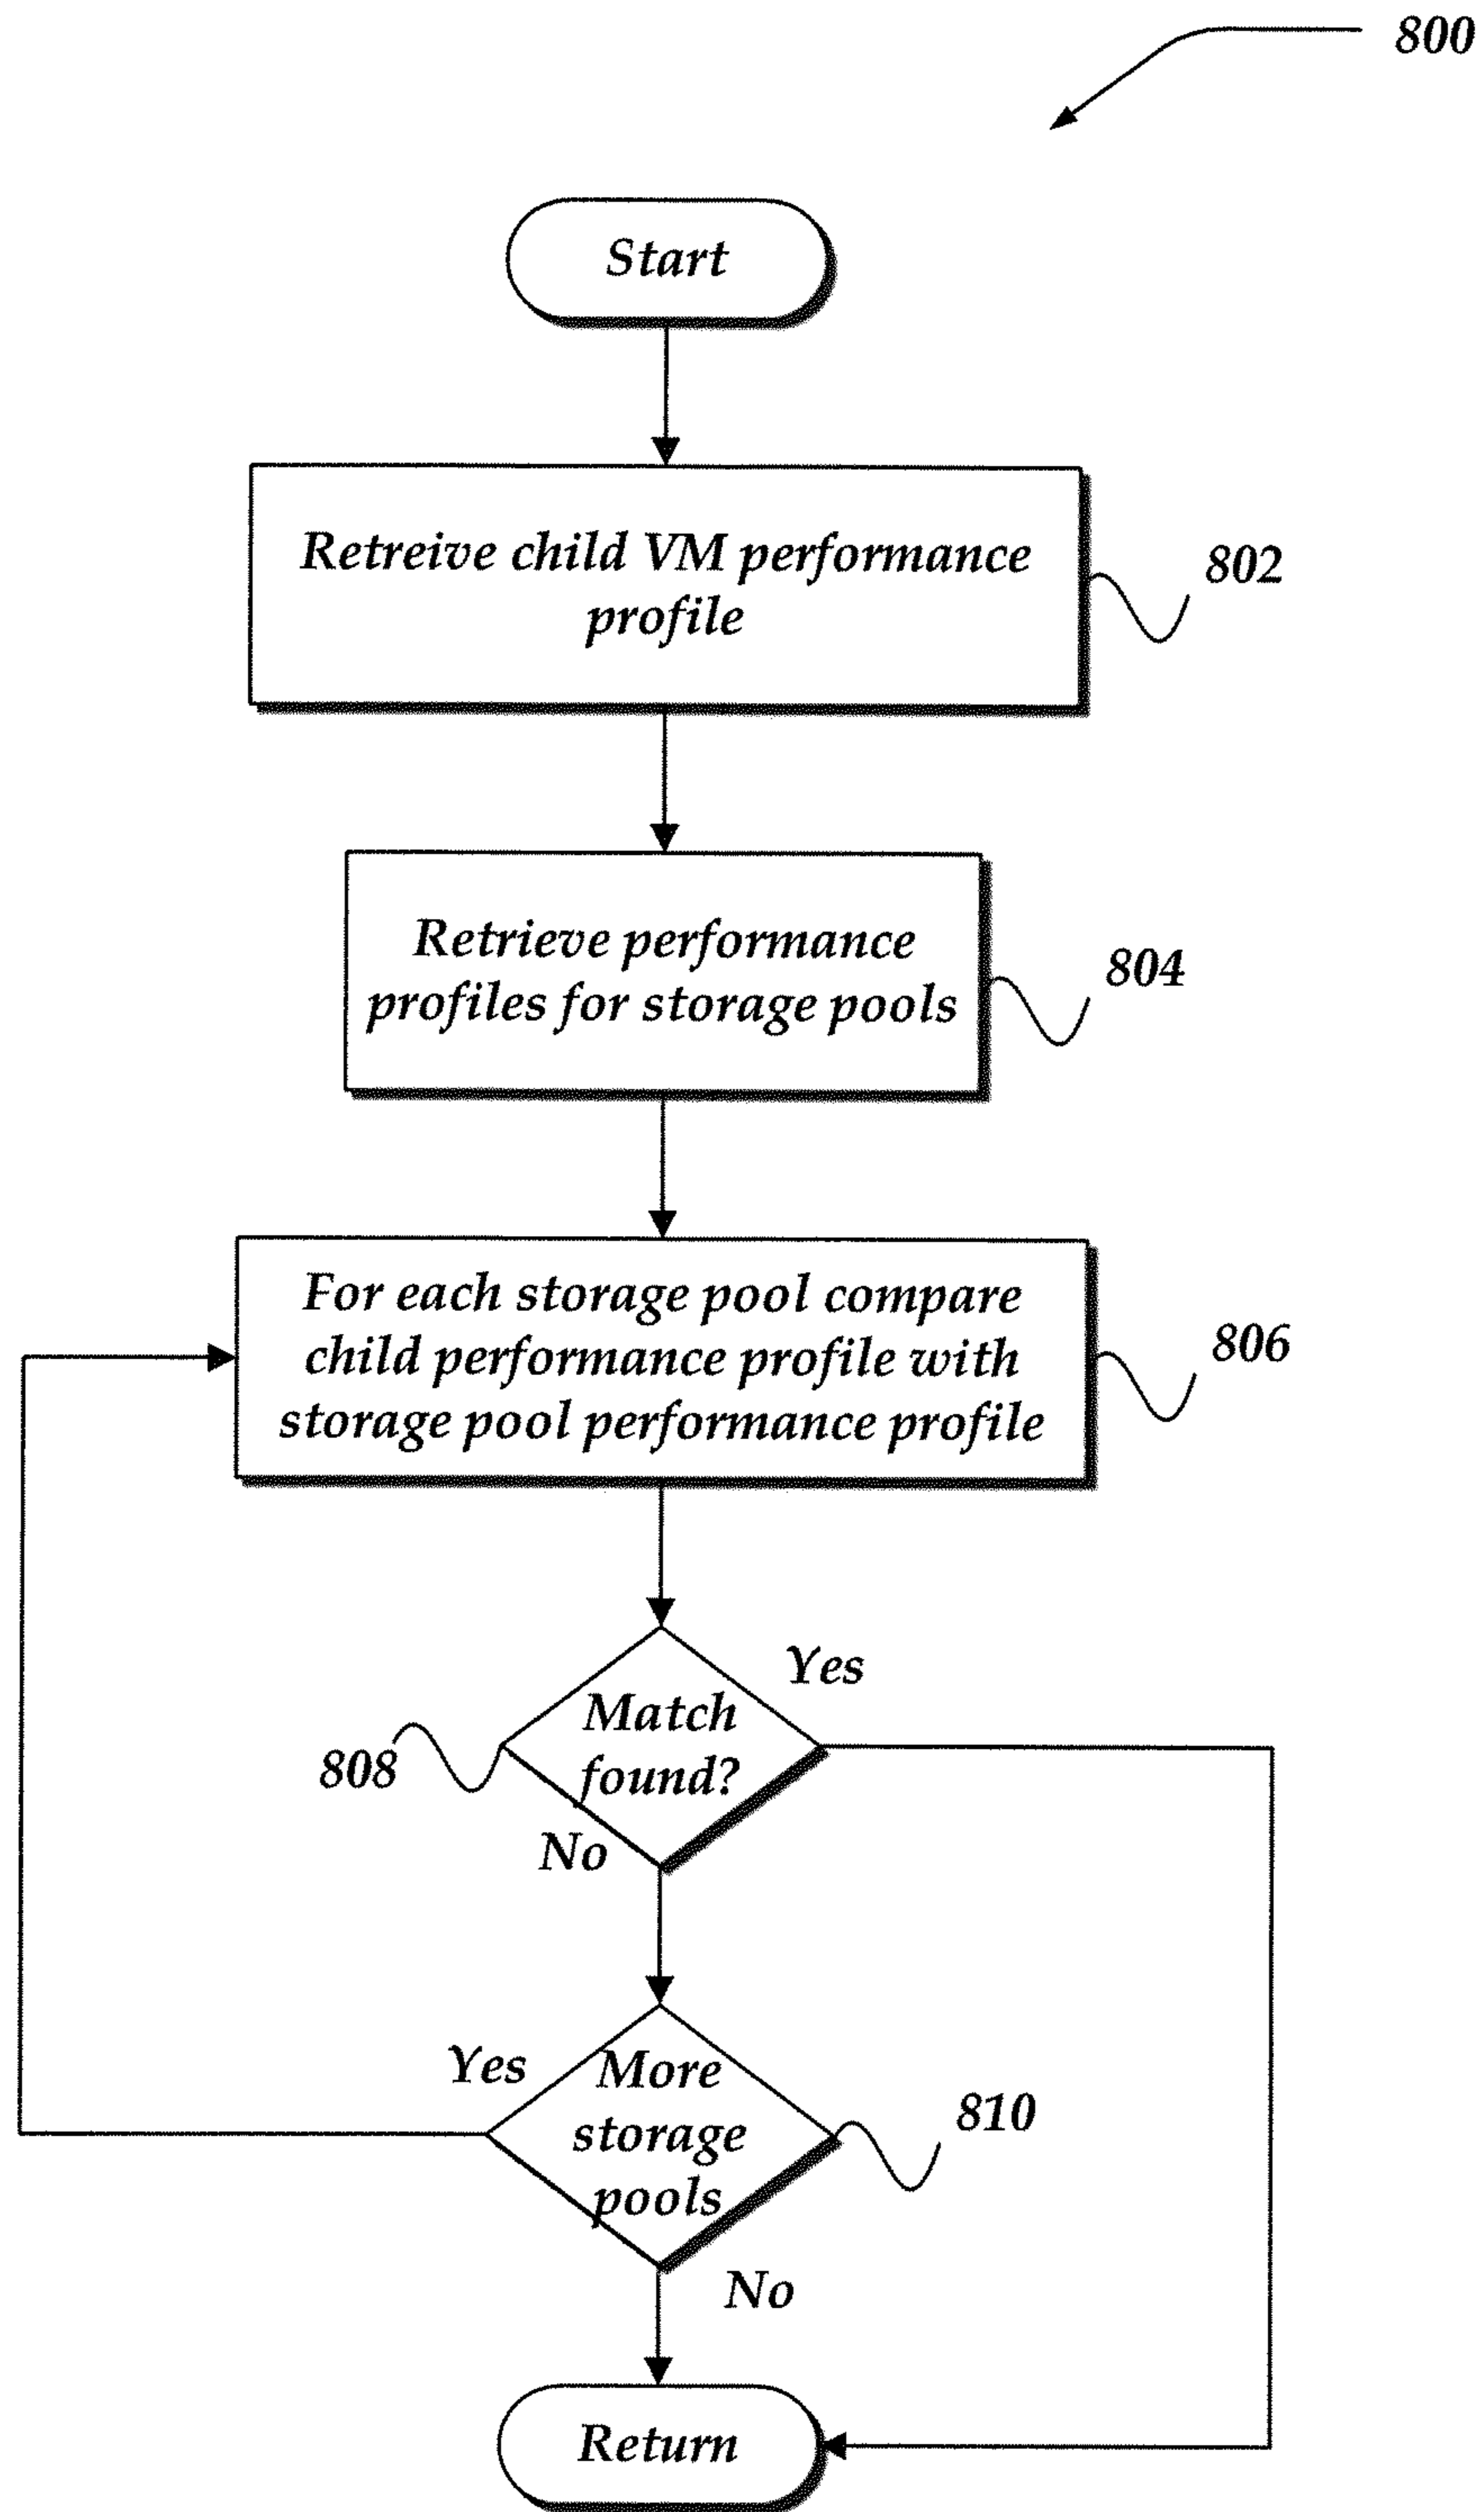 800
Start
Retreive child VM performance
profile
802
Retrieve performance
profiles for storage pools
804
For each storage pool compare
child performance profile with
storage pool performance profile
806
Match
found?
Yes
808
No
More
storage
pools
Yes
810
No
Return